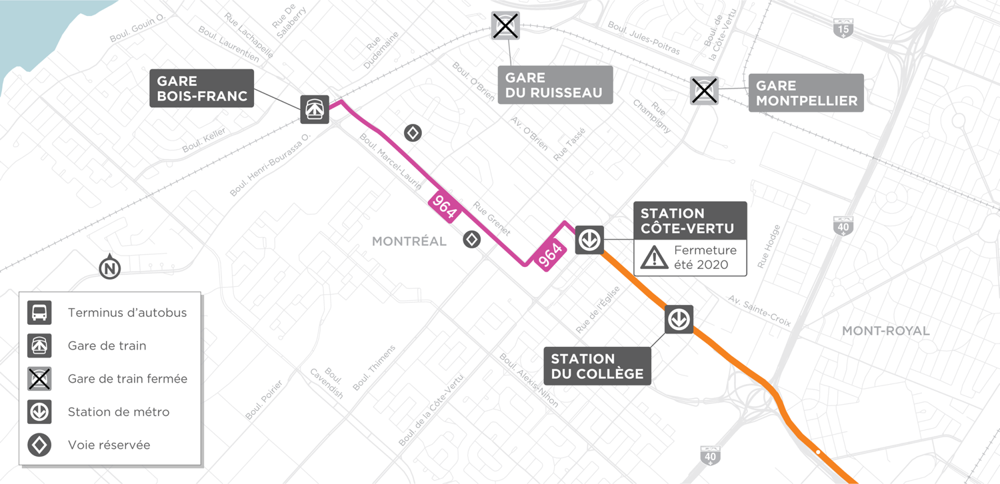 Boul. Gouin O.
Rue Lachapelle
Rue De
Salaberry
Boul. Laurentien
Rue
Dudemaine
Boul. Jules-Poitras
Boul. de
la Côte-Vertu
15
GARE
BOIS-FRANC
GARE
DU RUISSEAU
GARE
MONTPELLIER
Boul. O'Brien
Rue
Champigny
Av. O'Brien
Rue Tassé
Boul. Keller
Boul. Henri-Bourassa O.
Boul. Marcel-Laurin
964
Rue Grenet
MONTRÉAL
964
STATION
CÔTE-VERTU
Fermeture
été 2020
40
Rue Hodge
N
Rue de l'Église
Av. Sainte-Croix
MONT-ROYAL
STATION
DU COLLÈGE
Boul. Poirier
Boul.
Cavendish
Boul. Thimens
Boul. de la Côte-Vertu
Boul. Alexis-Nihon
40
Terminus d'autobus
Gare de train
Gare de train fermée
Station de métro
Voie réservée